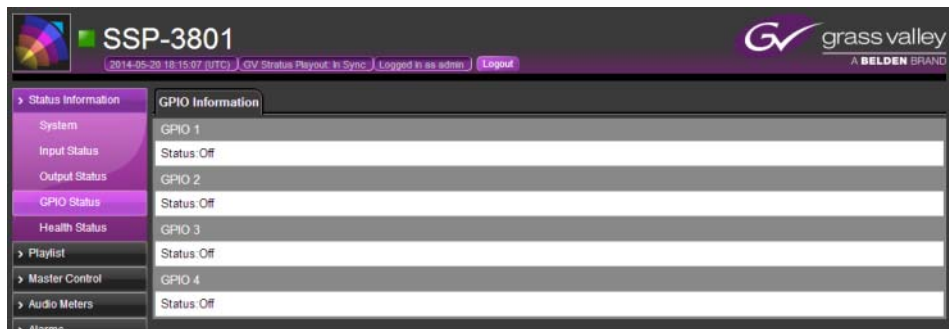 SSP-3801
2014-05-20 18:15:07 (UTC) GV Stratus Playout: In Sync Logged in as admin Logout
GV grass valley
A BELDEN BRAND
Status Information
System
Input Status
Output Status
GPIO Status
Health Status
Playlist
Master Control
Audio Meters
Alarms
GPIO Information
GPIO 1
Status:Off
GPIO 2
Status:Off
GPIO 3
Status:Off
GPIO 4
Status:Off